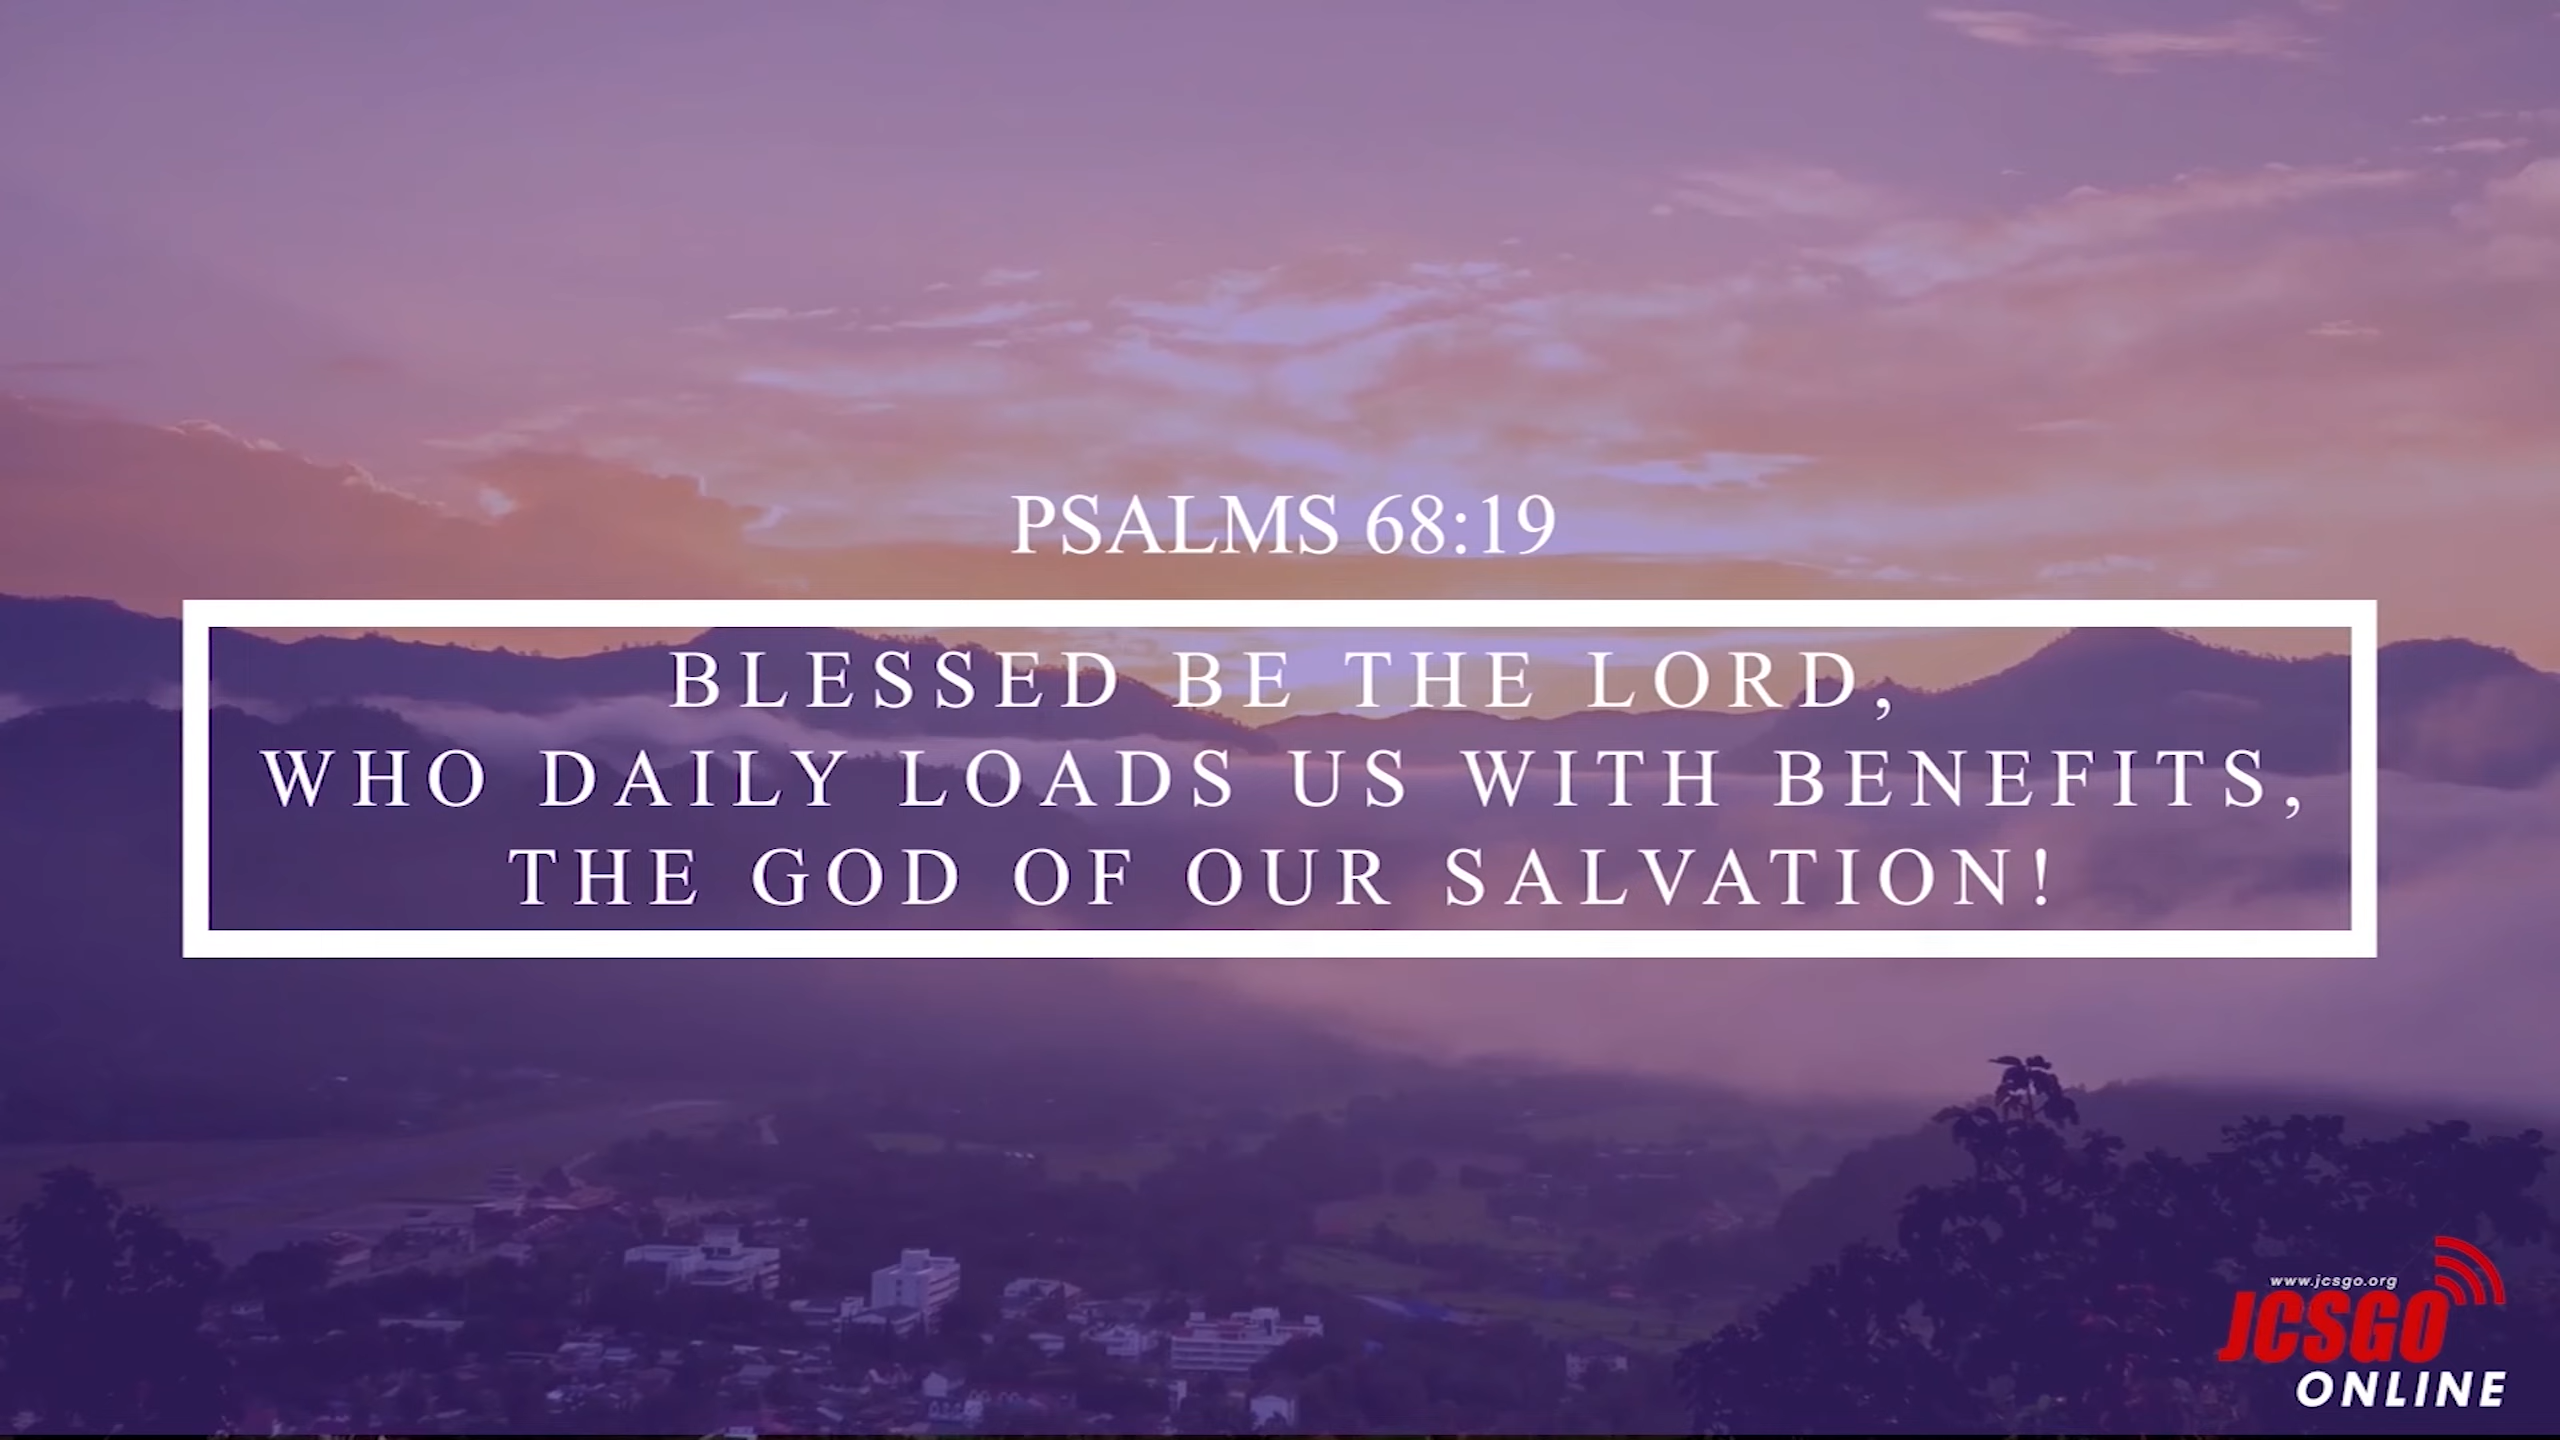 PSALMS 68:19
BLESSED BE THE LORD,
WHO DAILY LOADS US WITH BENEFITS,
THE GOD OF OUR SALVATION!
www.jcsgo.org
JCSGO
ONLINE